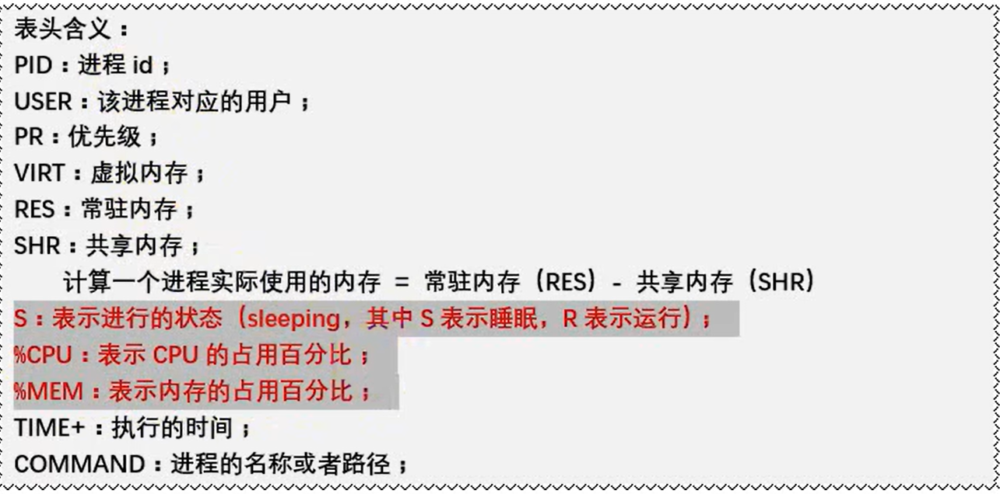 表头含义：
PID：进程 id；
USER：该进程对应的用户；
PR：优先级；
VIRT：虚拟内存；
RES：常驻内存；
SHR：共享内存；
计算一个进程实际使用的内存 = 常驻内存（RES）- 共享内存（SHR）
S：表示进行的状态（sleeping，其中 S 表示睡眠，R 表示运行）；
%CPU：表示 CPU 的占用百分比；
%MEM：表示内存的占用百分比；
TIME+：执行的时间；
COMMAND：进程的名称或者路径；